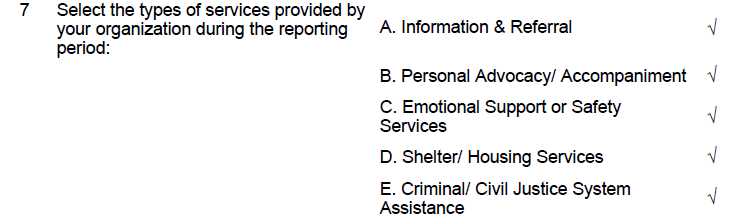 7 Select the types of services provided by
your organization during the reporting
period:
A. Information & Referral √
B. Personal Advocacy/ Accompaniment √
C. Emotional Support or Safety
Services √
D. Shelter/ Housing Services √
E. Criminal/ Civil Justice System
Assistance √